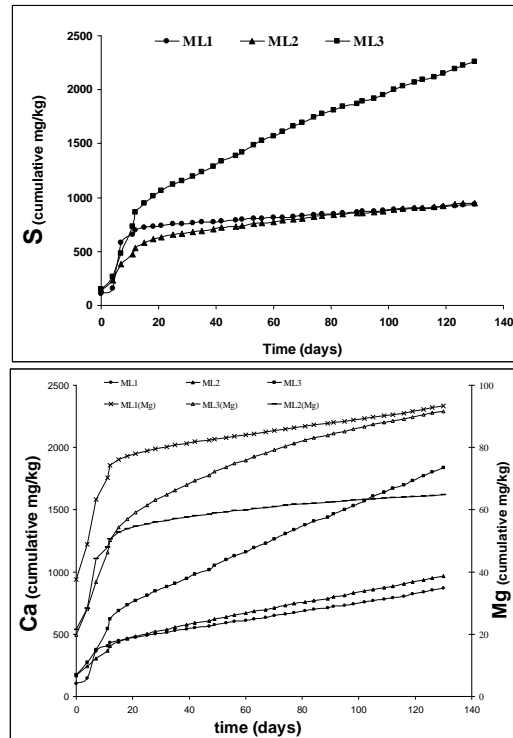 ML1 ML2 ML3
2500
2000
1500
1000
500
0
S (cumulative mg/kg)
0 20 40 60 80 100 120 140
Time (days)
ML1 ML2 ML3
ML1(Mg) ML3(Mg) ML2(Mg)
2500
2000
1500
1000
500
0
Ca (cumulative mg/kg)
100
80
60
40
20
0
Mg (cumulative mg/kg)
0 20 40 60 80 100 120 140
time (days)